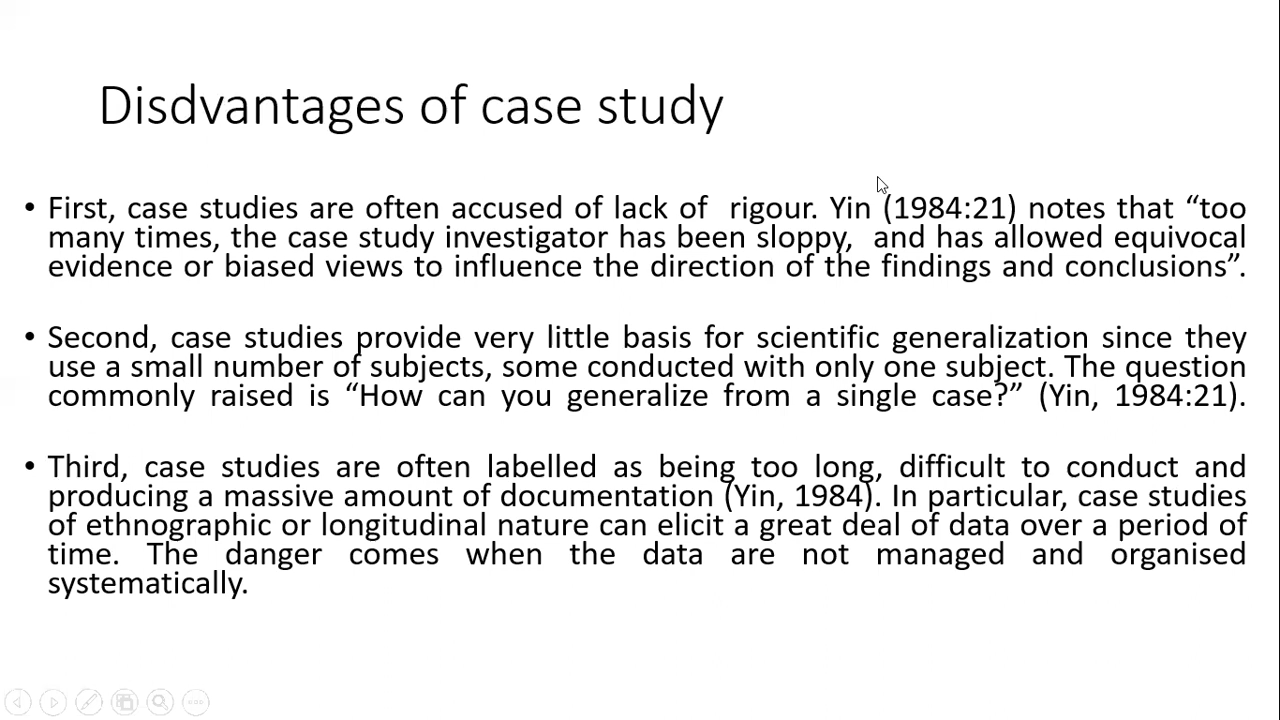 Disdvantages of case study
• First, case studies are often accused of lack of  rigour. Yin (1984:21) notes that “too
many times, the case study investigator has been sloppy,  and has allowed equivocal
evidence or biased views to influence the direction of the findings and conclusions”.
• Second, case studies provide very little basis for scientific generalization since they
use a small number of subjects, some conducted with only one subject. The question
commonly raised is “How can you generalize from a single case?” (Yin, 1984:21).
• Third, case studies are often labelled as being too long, difficult to conduct and
producing a massive amount of documentation (Yin, 1984). In particular, case studies
of ethnographic or longitudinal nature can elicit a great deal of data over a period of
time. The danger comes when the data are not managed and organised
systematically.